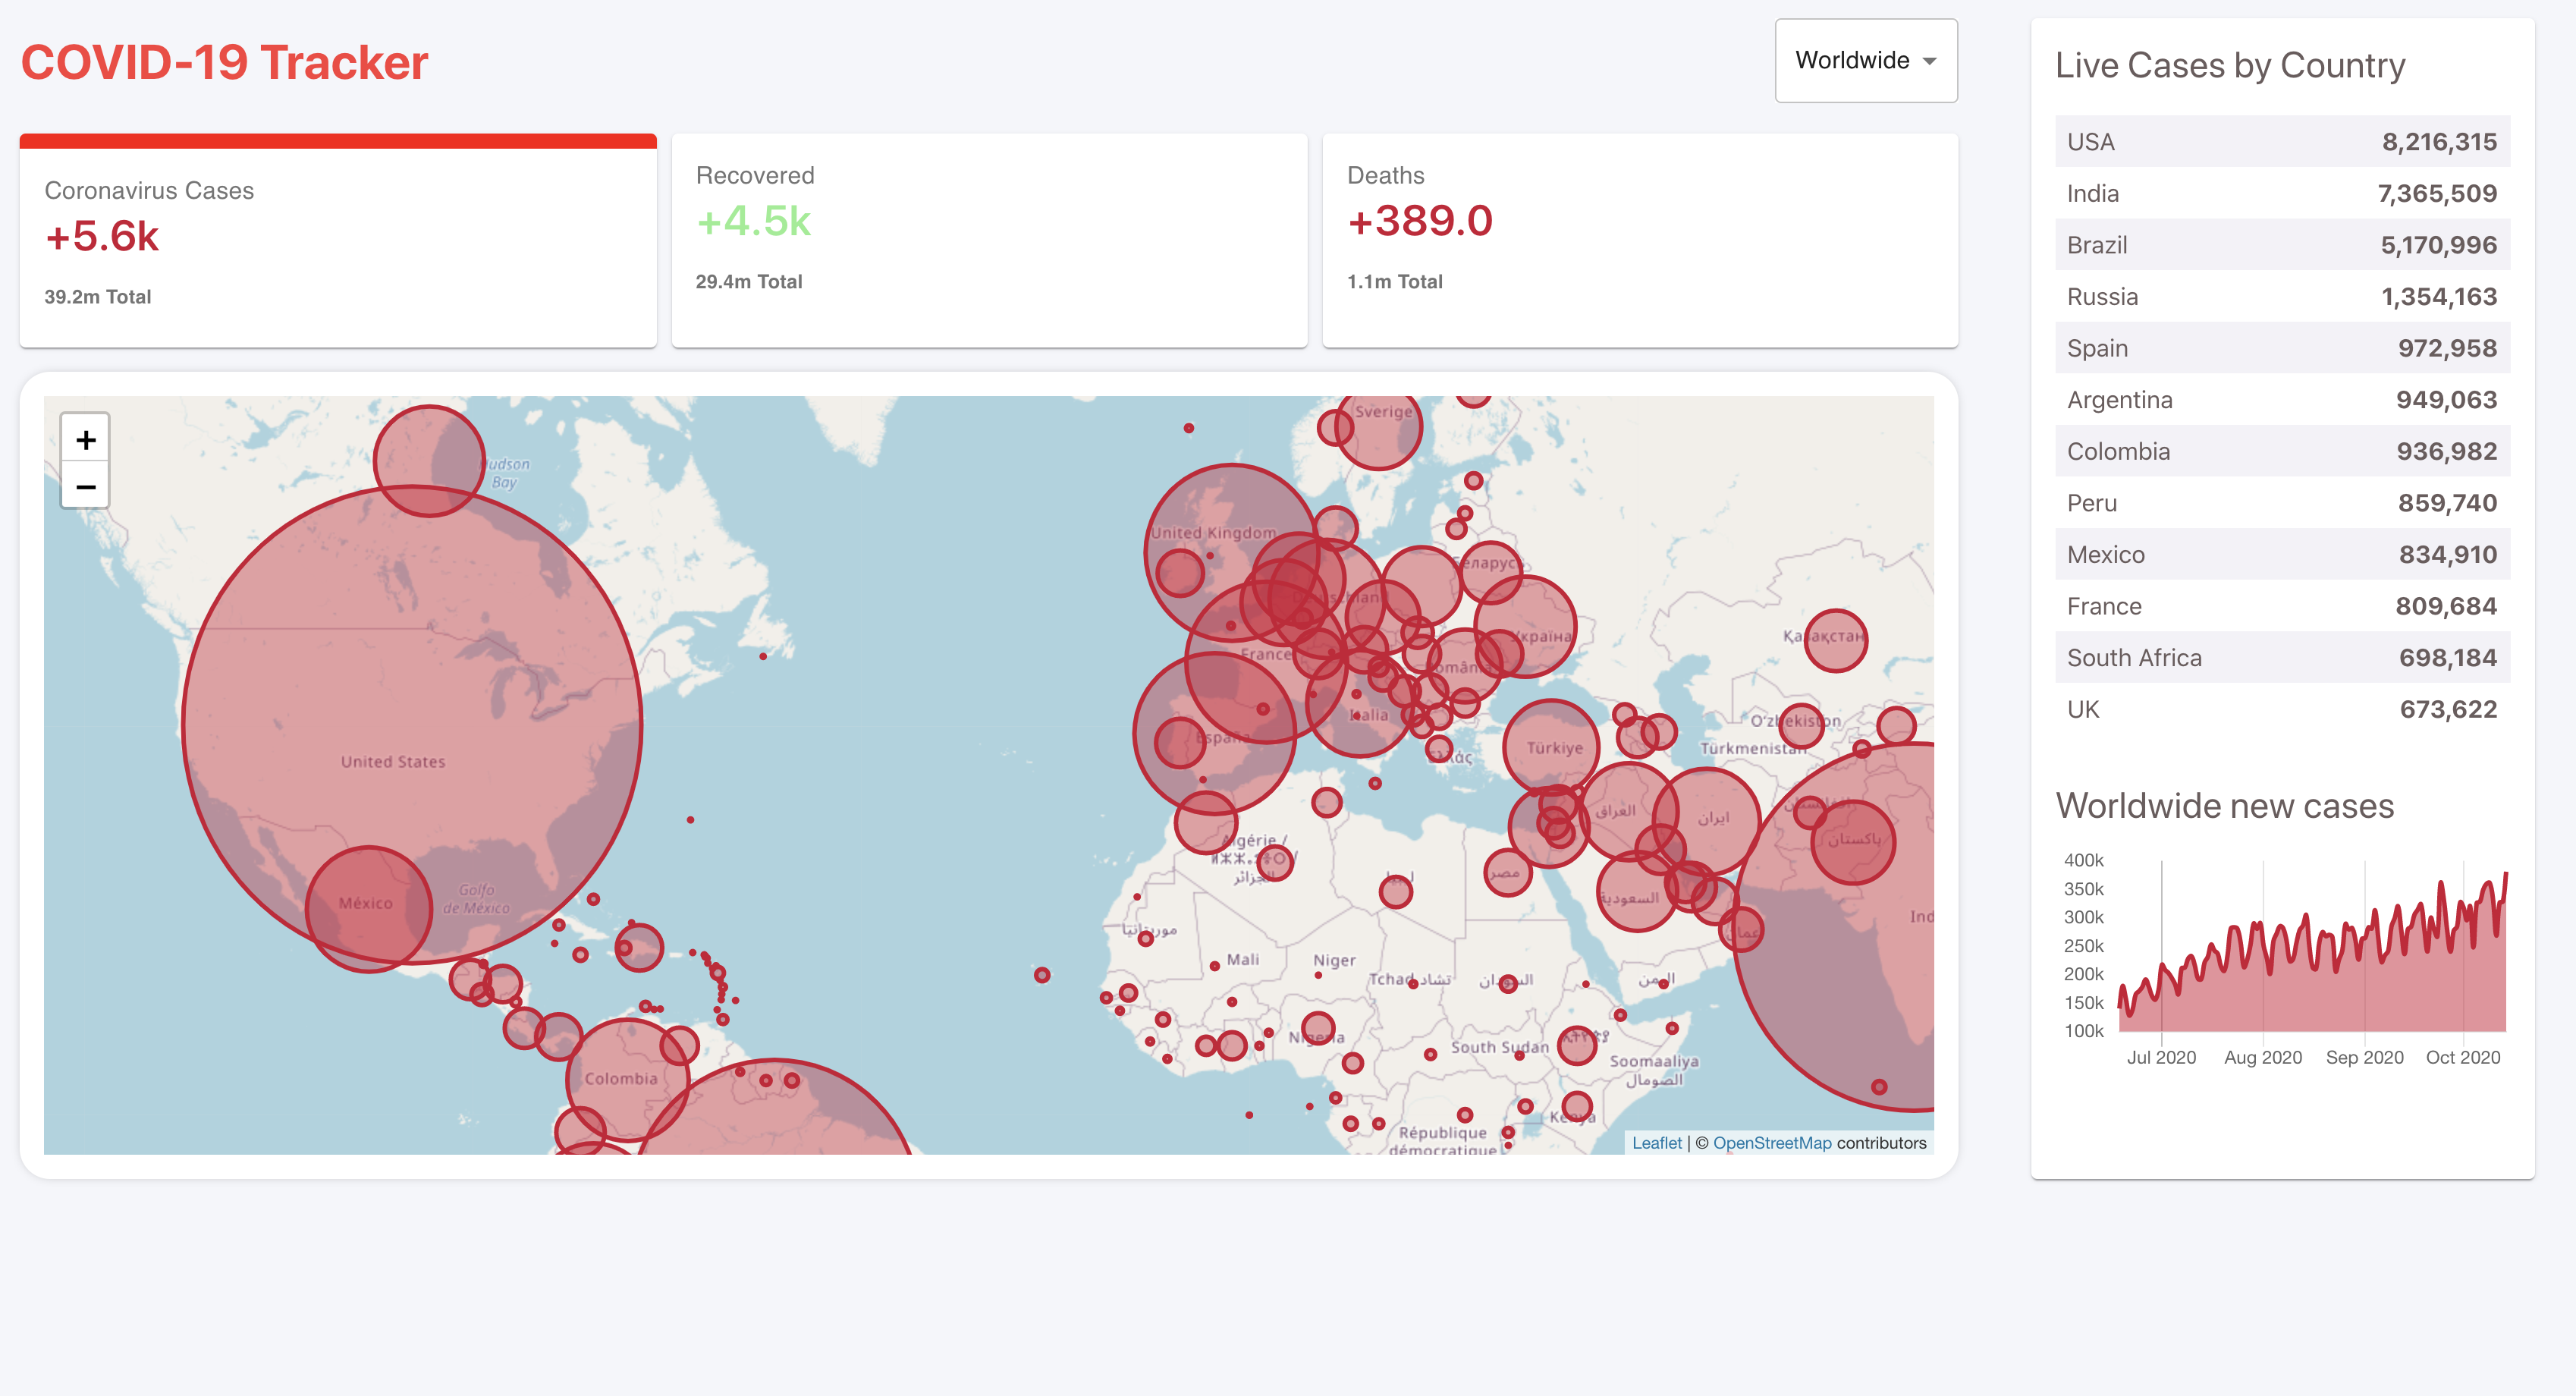 COVID-19 Tracker
Worldwide
Coronavirus Cases
+5.6k
39.2m Total
Recovered
+4.5k
29.4m Total
Deaths
+389.0
1.1m Total
+
−
Sverige
Hudson
Bay
United Kingdom
Беларусь
Deutschland
Україна
Қазақстан
France
România
Italia
España
O'zbekiston
Türkiye
Türkmenistan
Ελλάς
United States
العراق
ایران
پاکستان
Algérie /
الجزائر
مصر
السعودية
México
Golfo
de México
Ind
عمان
موريتانيا
Mali
Niger
Tchad تشاد
السودان
اليمن
Nigeria
South Sudan
Soomaaliya
الصومال
Colombia
Kenya
République
démocratique
Leaflet | © OpenStreetMap contributors
Live Cases by Country
USA 8,216,315
India 7,365,509
Brazil 5,170,996
Russia 1,354,163
Spain 972,958
Argentina 949,063
Colombia 936,982
Peru 859,740
Mexico 834,910
France 809,684
South Africa 698,184
UK 673,622
Worldwide new cases
400k
350k
300k
250k
200k
150k
100k
Jul 2020 Aug 2020 Sep 2020 Oct 2020